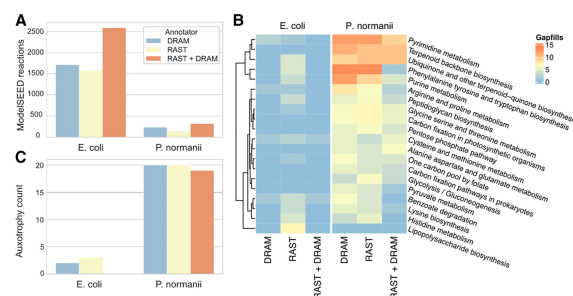 A
ModelSEED reactions
2500
2000
1500
1000
500
0
Annotator
DRAM
RAST
RAST + DRAM
E. coli
P. normanii
C
Auxotrophy count
20
15
10
5
0
E. coli
P. normanii
B
E. coli
P. normanii
Gapfills
15
10
5
0
Pyrimidine metabolism
Terpenoid backbone biosynthesis
Ubiquinone and other terpenoid-quinone biosynthesis
Phenylalanine tyrosine and tryptophan biosynthesis
Purine metabolism
Arginine and proline metabolism
Peptidoglycan biosynthesis
Glycine serine and threonine metabolism
Carbon fixation in photosynthetic organisms
Pentose phosphate pathway
Cysteine and methionine metabolism
Alanine aspartate and glutamate metabolism
One carbon pool by folate
Carbon fixation pathways in prokaryotes
Glycolysis / Gluconeogenesis
Pyruvate metabolism
Benzoate degradation
Lysine biosynthesis
Histidine metabolism
Lipopolysaccharide biosynthesis
DRAM
RAST
RAST + DRAM
DRAM
RAST
RAST + DRAM